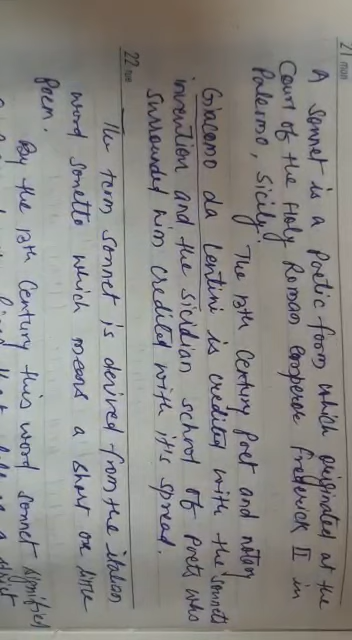 21 mon
A sonnet is a Poetic form which originated at the
Court of the Holy Roman emperor Frederick II in
Palermo, Sicily.
The 13th Century Poet and notary
Giacomo da Lentini is credited with the sonnets
invention and the Sicilian school of Poets who
surrounded him credited with it's spread.
22
The term sonnet is derived from the italian
word sonetto which means a short or little
Poem.
By the 13th Century this word sonnet signified